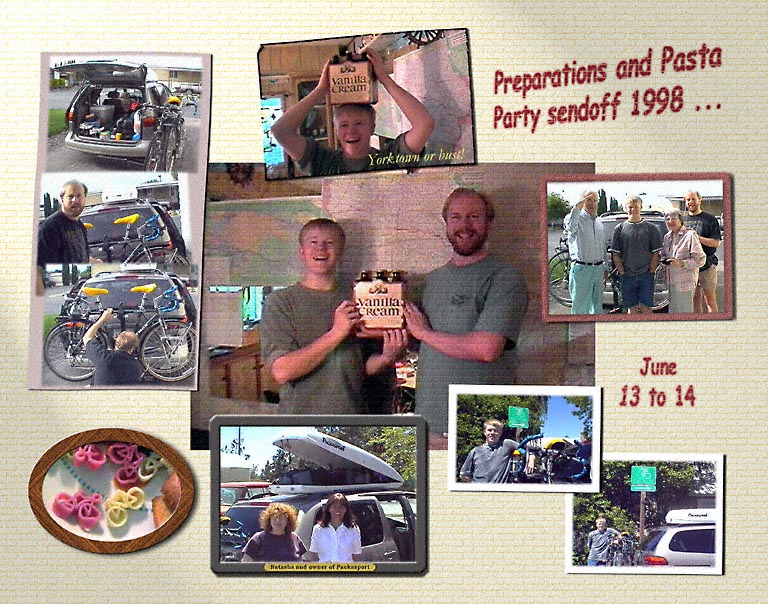 Preparations and Pasta
Party sendoff 1998 ...
Vanilla
Cream
Yorktown or bust!
Vanilla
Cream
June
13 to 14
Natasha and owner of Packsport